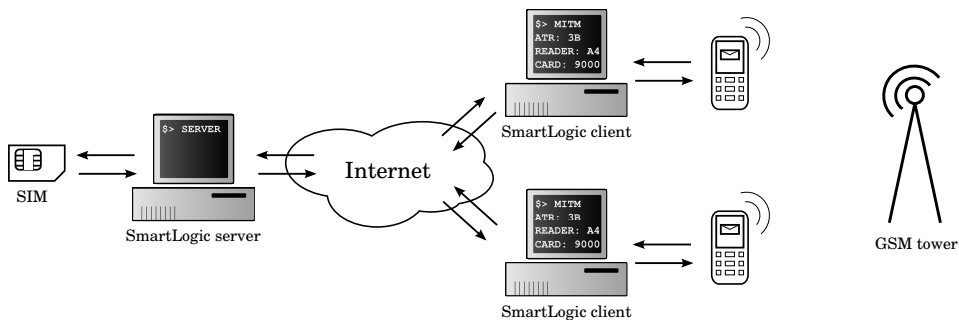 $> MITM
ATR: 3B
READER: A4
CARD: 9000
SmartLogic client
$> SERVER
SIM
SmartLogic server
Internet
$> MITM
ATR: 3B
READER: A4
CARD: 9000
SmartLogic client
GSM tower